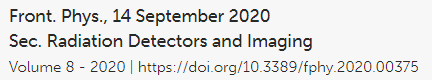 Front. Phys., 14 September 2020
Sec. Radiation Detectors and Imaging
Volume 8 - 2020 | https://doi.org/10.3389/fphy.2020.00375